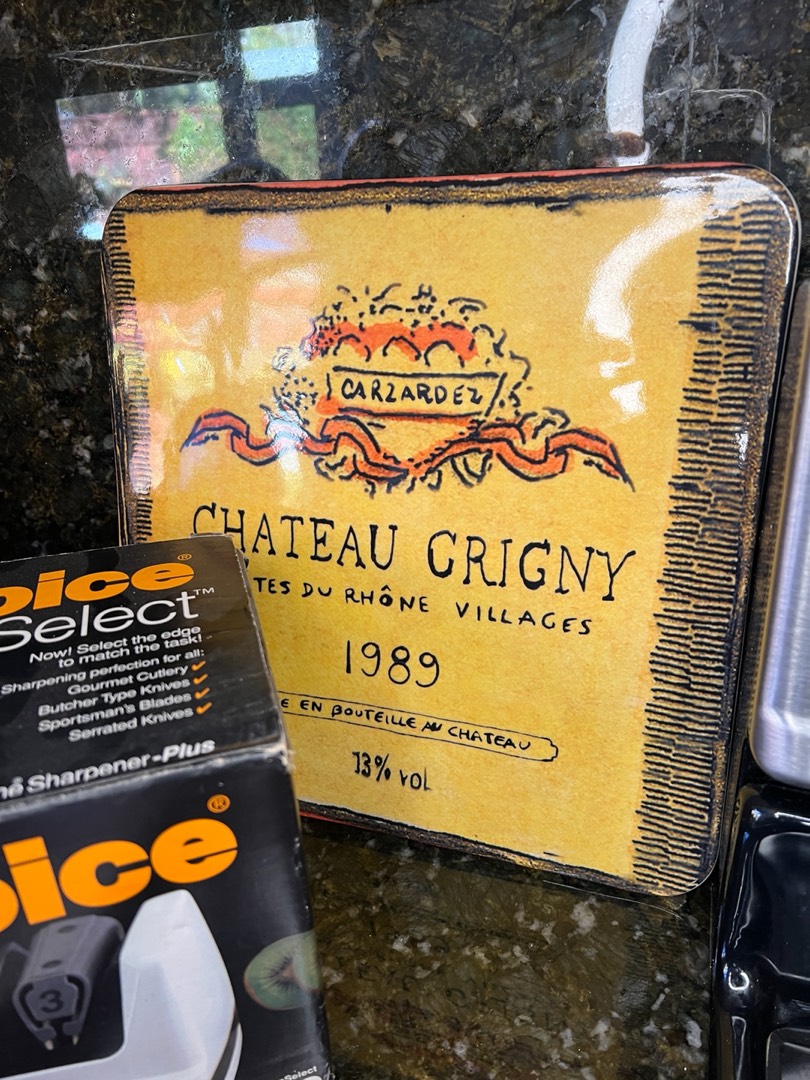 CARZARDEZ
CHATEAU GRIGNY
TES DU RHÔNE VILLAGES
1989
E EN BOUTEILLE AU CHATEAU
13% VOL
oice®
Select™
Now! Select the edge
to match the task!
Sharpening perfection for all:
Gourmet Cutlery ✓
Butcher Type Knives ✓
Sportsman's Blades ✓
Serrated Knives ✓
Sharpener-Plus
oice®
3
Select